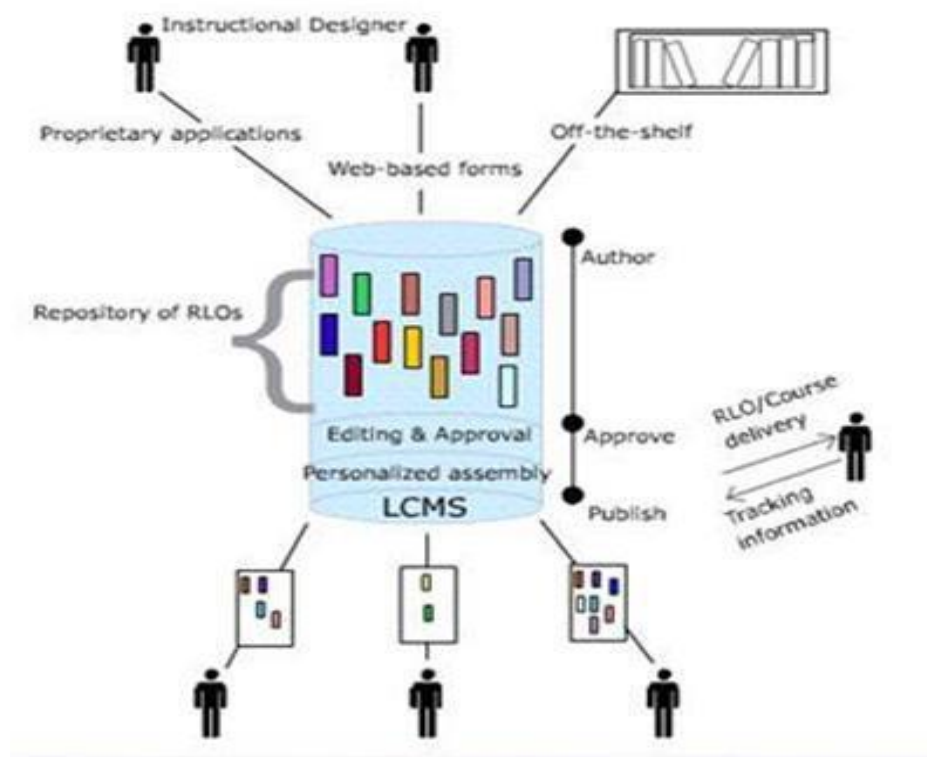 Instructional Designer
Proprietary applications
Off-the-shelf
Web-based forms
Author
Repository of RLOs
RLO/Course
delivery
Editing & Approval
Approve
Personalized assembly
LCMS
Publish
Tracking
information